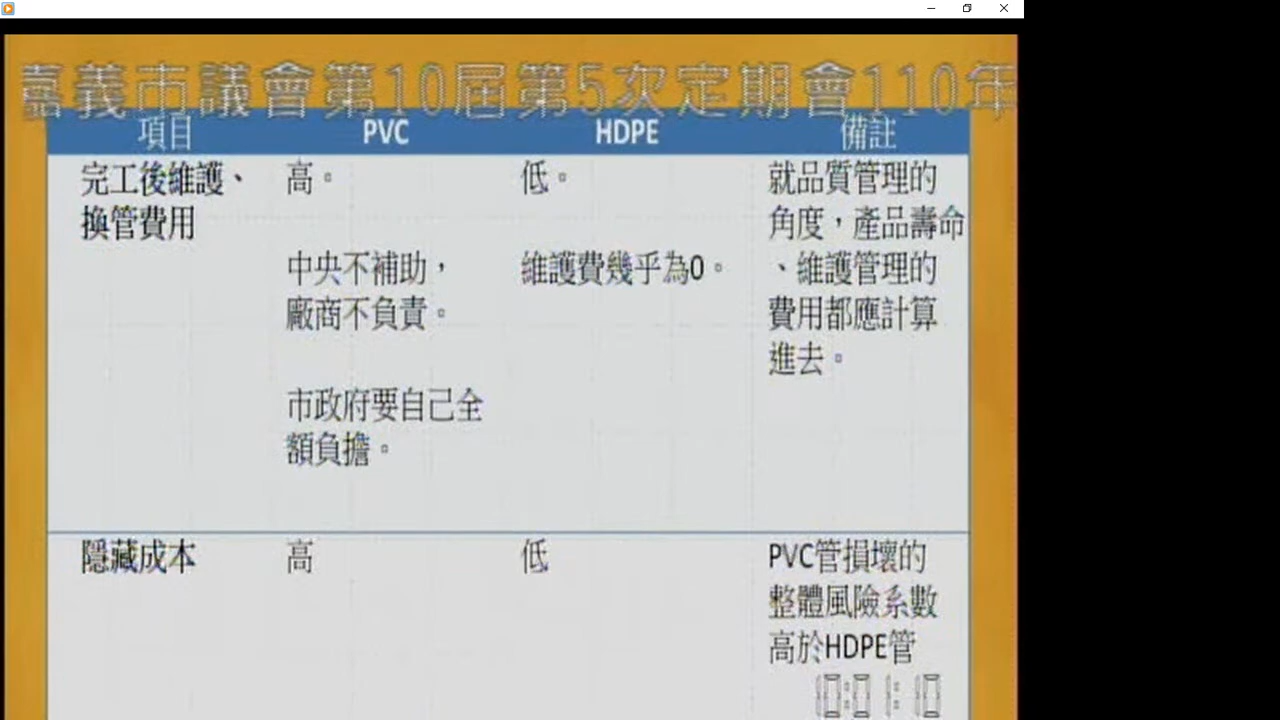 嘉義市議會第10屆第5次定期會110年
項目 PVC HDPE 備註
完工後維護、 高。 低。 就品質管理的
換管費用 角度，產品壽命
中央不補助， 維護費幾乎為0。 、維護管理的
廠商不負責。 費用都應計算
進去。
市政府要自己全
額負擔。
隱藏成本 高 低 PVC管損壞的
整體風險系數
高於HDPE管
10:01:10